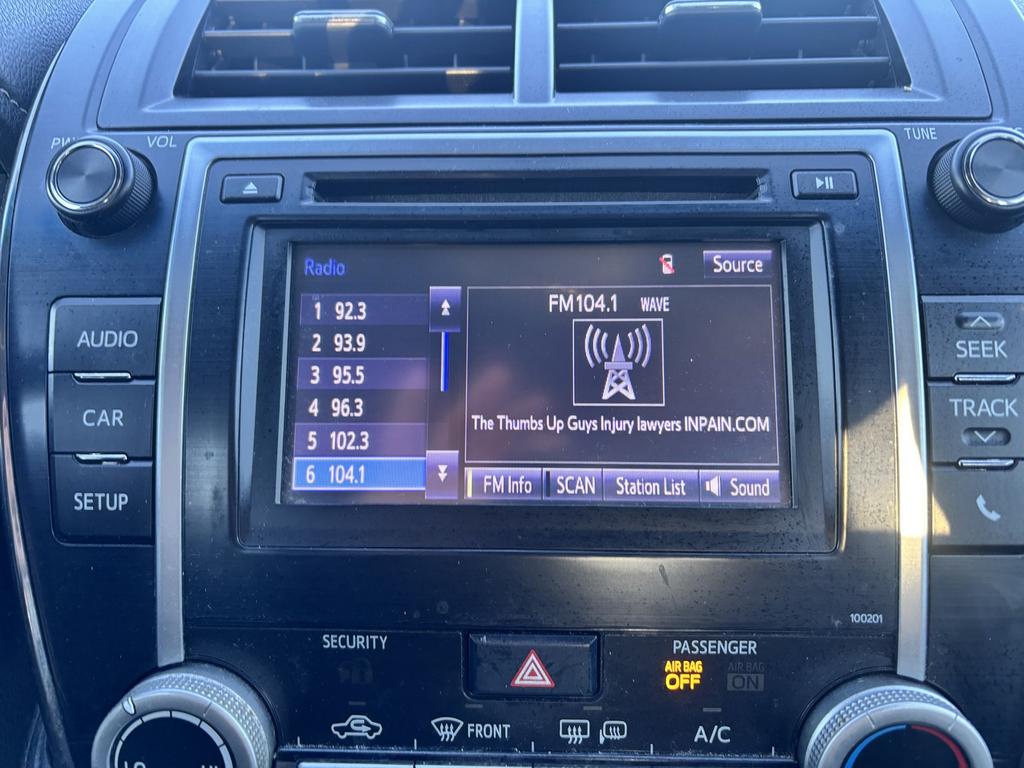 PW
VOL
TUNE
Radio
Source
1 92.3
2 93.9
3 95.5
4 96.3
5 102.3
6 104.1
FM104.1 WAVE
The Thumbs Up Guys Injury lawyers INPAIN.COM
FM Info
SCAN
Station List
Sound
AUDIO
CAR
SETUP
SEEK
TRACK
100201
SECURITY
PASSENGER
AIR BAG
OFF
AIR BAG
ON
FRONT
A/C
LO